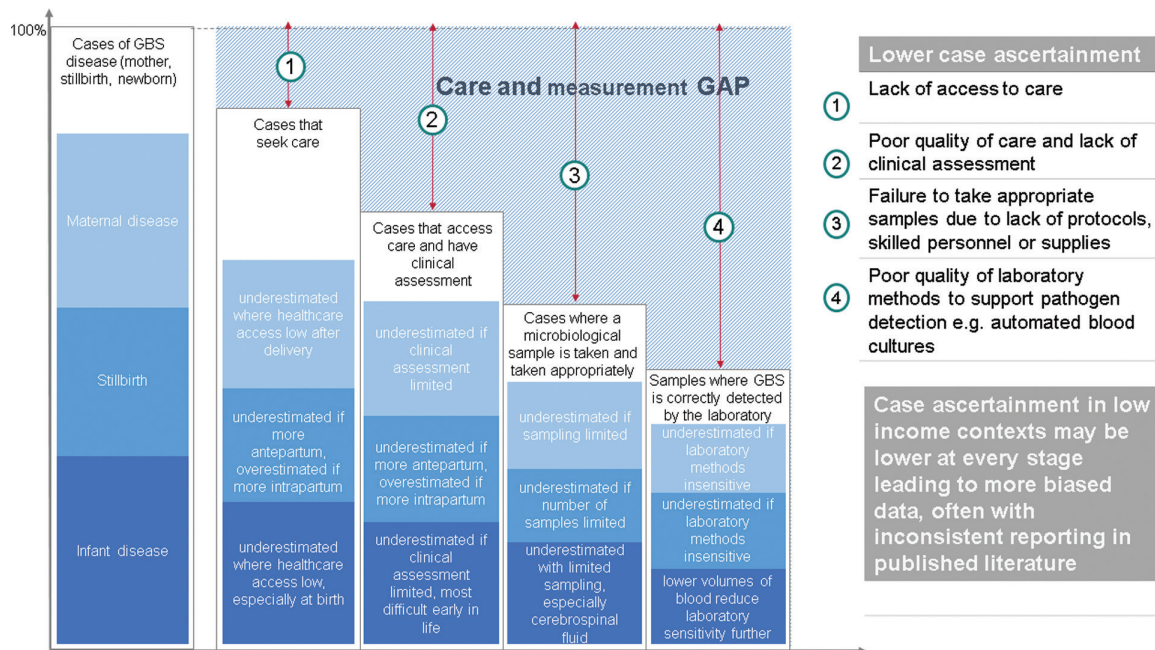 100%
Cases of GBS
disease (mother,
stillbirth, newborn)
Maternal disease
Stillbirth
Infant disease
Care and measurement GAP
1
Cases that
seek care
underestimated
where healthcare
access low after
delivery
underestimated if
more
antepartum,
overestimated if
more intrapartum
underestimated
where healthcare
access low,
especially at birth
2
Cases that access
care and have
clinical
assessment
underestimated if
clinical
assessment
limited
underestimated if
more antepartum,
overestimated if
more intrapartum
underestimated if
clinical
assessment
limited, most
difficult early in
life
3
Cases where a
microbiological
sample is taken and
taken appropriately
underestimated if
sampling limited
underestimated if
number of
samples limited
underestimated
with limited
sampling,
especially
cerebrospinal
fluid
4
Samples where GBS
is correctly detected
by the laboratory
underestimated if
laboratory
methods
insensitive
underestimated if
laboratory
methods
insensitive
lower volumes of
blood reduce
laboratory
sensitivity further
Lower case ascertainment
1 Lack of access to care
2 Poor quality of care and lack of
clinical assessment
3 Failure to take appropriate
samples due to lack of protocols,
skilled personnel or supplies
4 Poor quality of laboratory
methods to support pathogen
detection e.g. automated blood
cultures
Case ascertainment in low
income contexts may be
lower at every stage
leading to more biased
data, often with
inconsistent reporting in
published literature